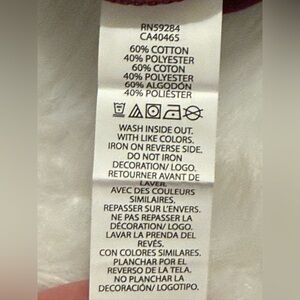 RN59284
CA40465
60% COTTON
40% POLYESTER
60% COTON
40% POLYESTER
60% ALGODÓN
40% POLIÉSTER
WASH INSIDE OUT.
WITH LIKE COLORS.
IRON ON REVERSE SIDE.
DO NOT IRON
DECORATION/ LOGO.
RETOURNER AVANT DE
LAVER.
AVEC DES COULEURS
SIMILAIRES.
REPASSER SUR L'ENVERS.
NE PAS REPASSER LA
DÉCORATION/ LOGO.
LAVAR LA PRENDA DEL
REVÉS.
CON COLORES SIMILARES.
PLANCHAR POR EL
REVERSO DE LA TELA.
NO PLANCHAR LA
DECORACIÓN/ LOGOTIPO.